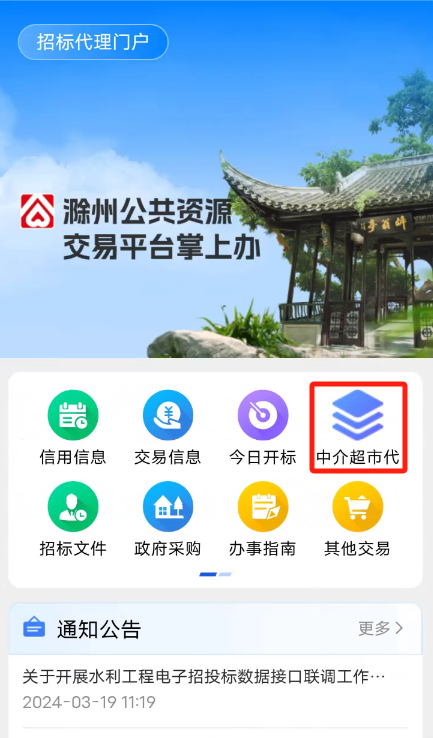 招标代理门户
滁州公共资源
交易平台掌上办
醉翁亭
信用信息
交易信息
今日开标
中介超市代
招标文件
政府采购
办事指南
其他交易
通知公告
更多
关于开展水利工程电子招投标数据接口联调工作…
2024-03-19 11:19